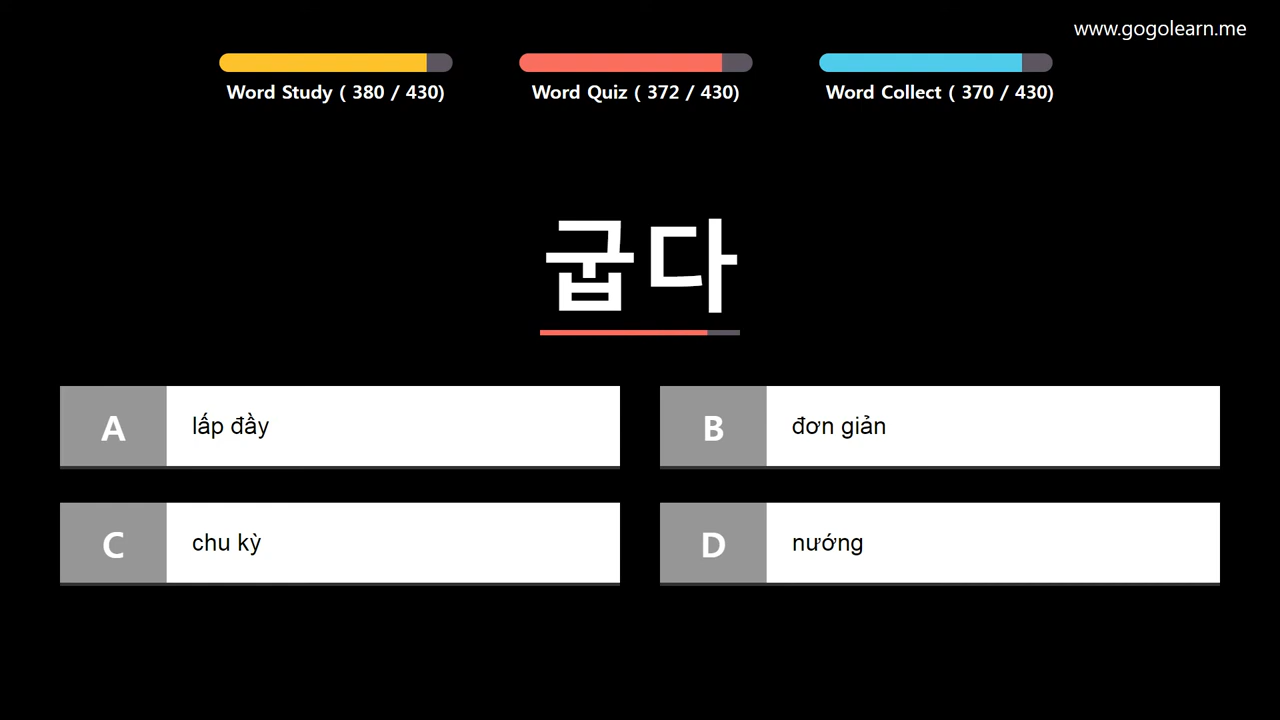 www.gogolearn.me
Word Study ( 380 / 430)
Word Quiz ( 372 / 430)
Word Collect ( 370 / 430)
굽다
A lấp đầy
B đơn giản
C chu kỳ
D nướng